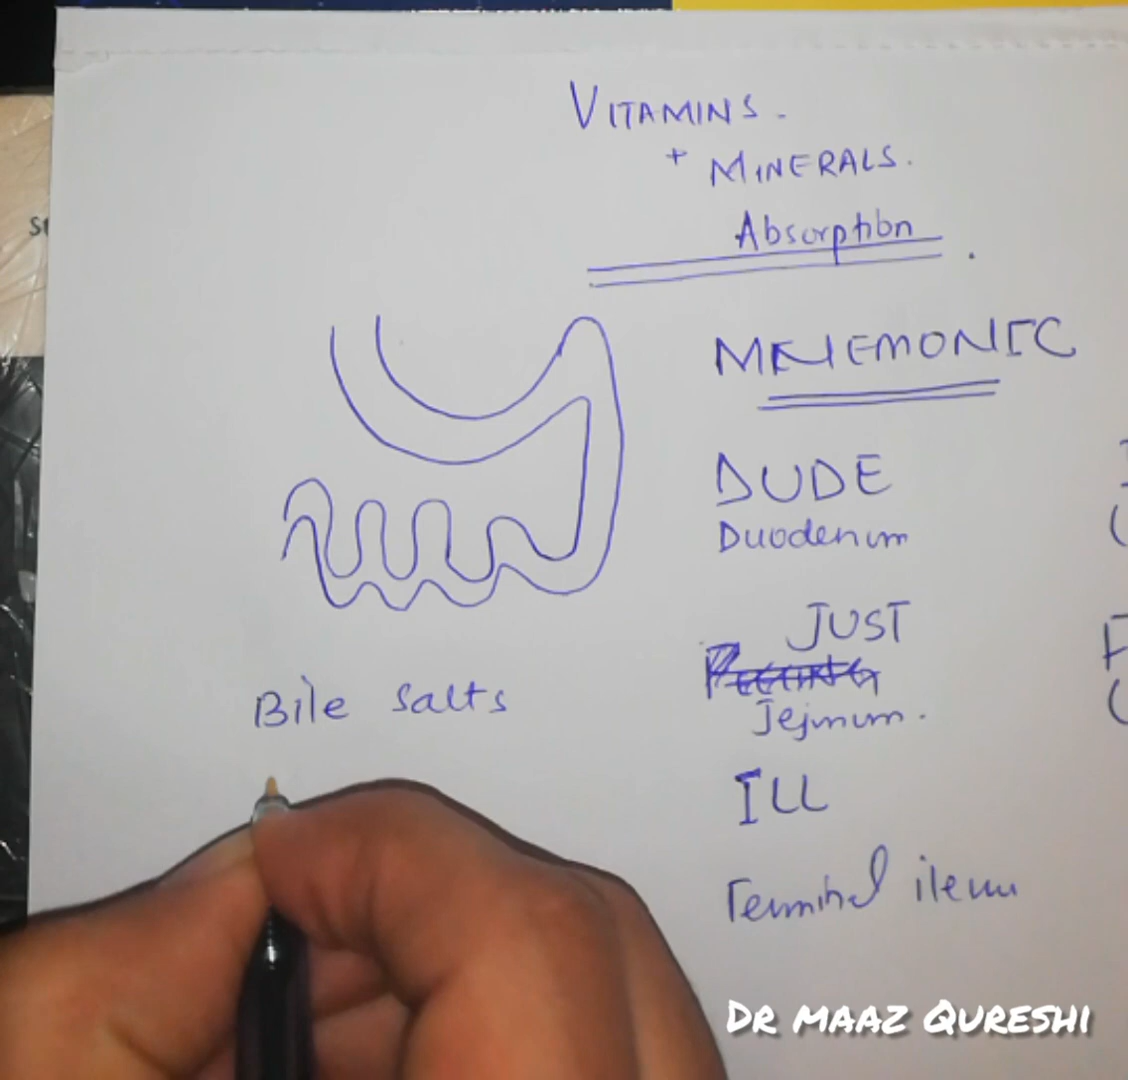 VITAMINS.
+ MINERALS.
Absorption.
MNEMONIC
DUDE
Duodenum
JUST
Jejunum.
Bile salts
ILL
Terminal ileum
DR MAAZ QURESHI